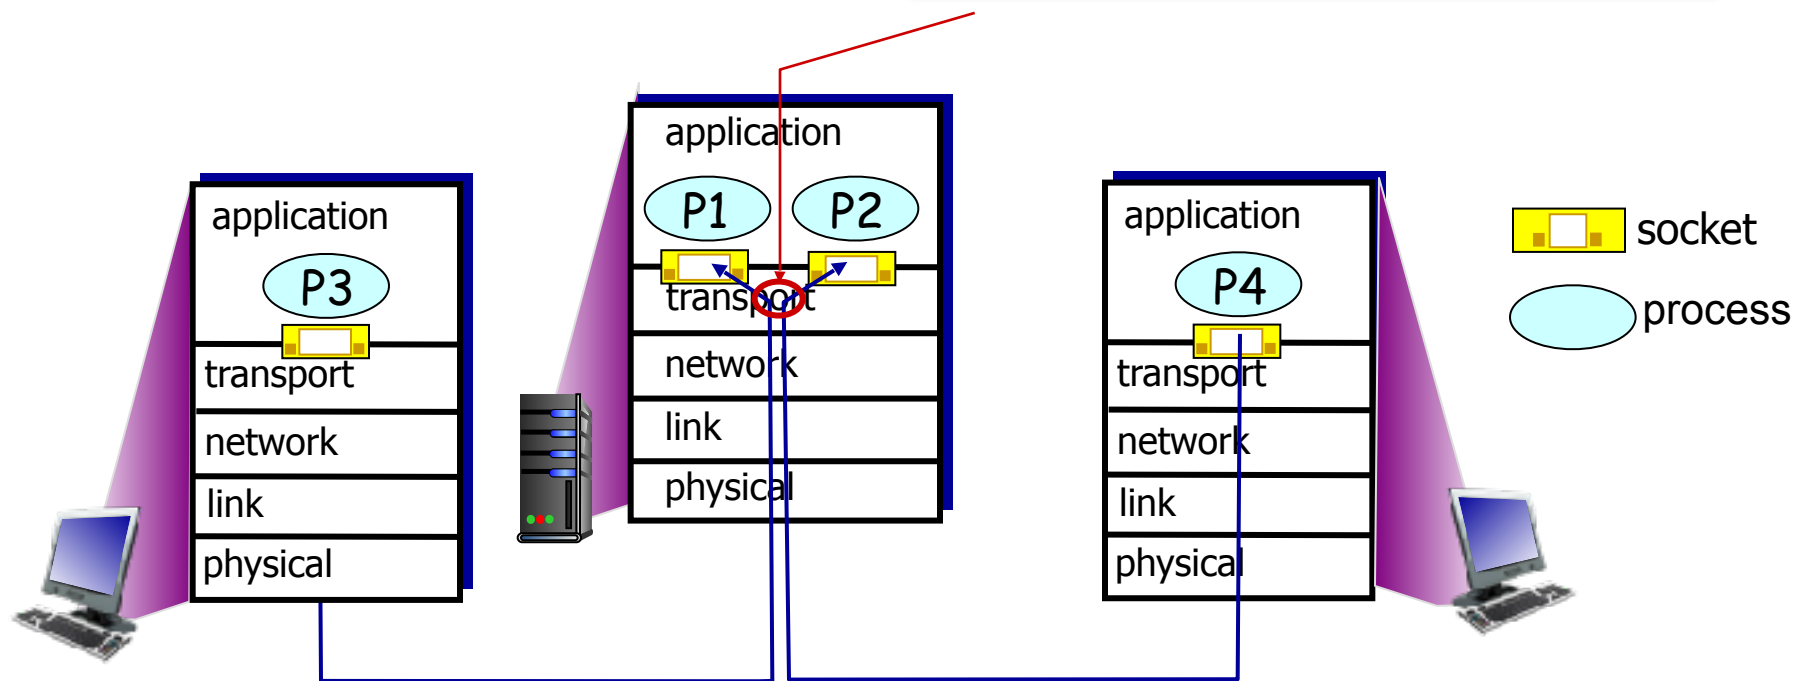 application
P3
transport
network
link
physical
application
P1 P2
transport
network
link
physical
application
P4
transport
network
link
physical
socket
process